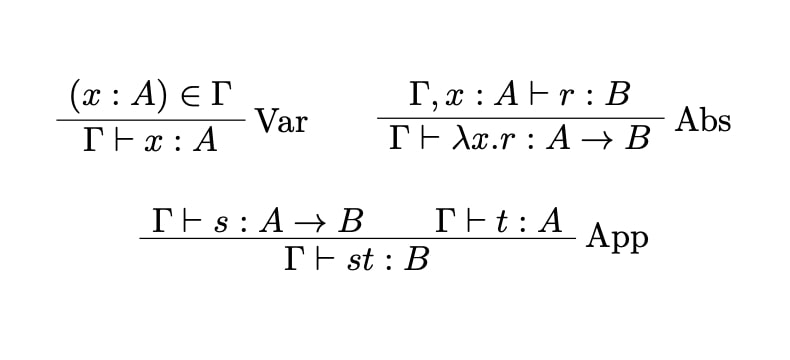 (x : A) ∈ Γ
Γ ⊢ x : A
Var
Γ, x : A ⊢ r : B
Γ ⊢ λx.r : A → B
Abs
Γ ⊢ s : A → B Γ ⊢ t : A
Γ ⊢ st : B
App